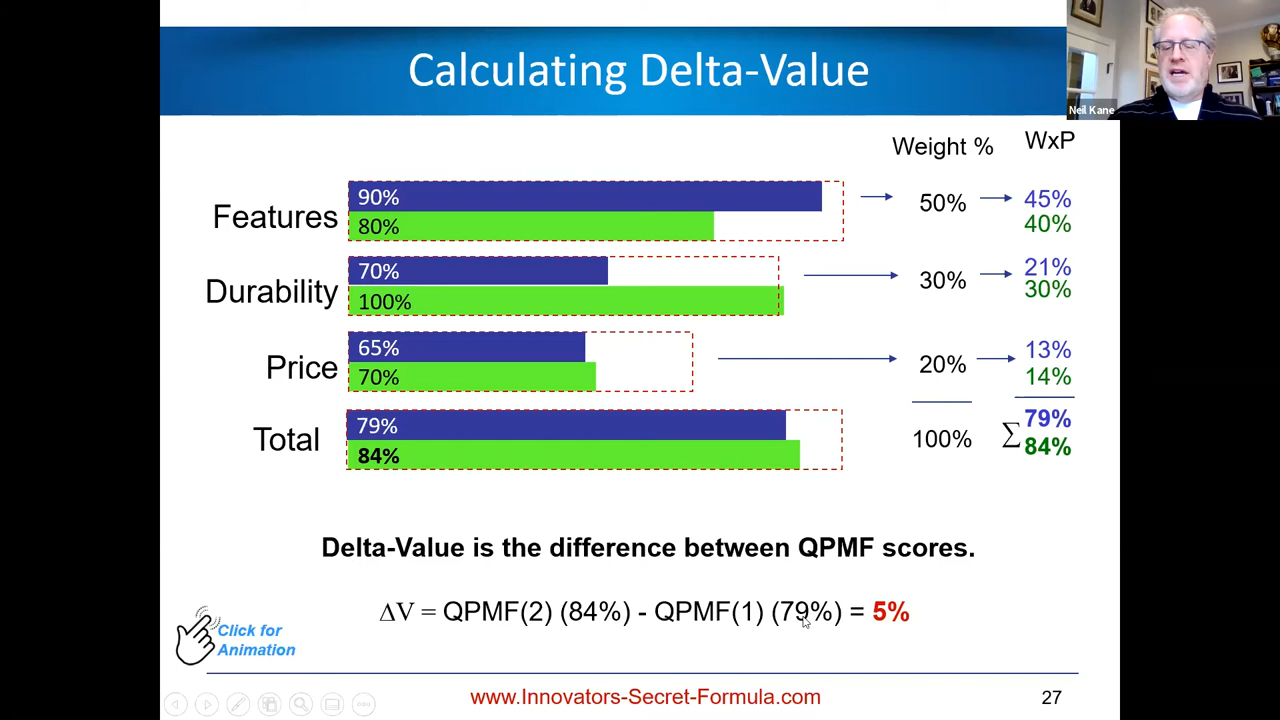 Calculating Delta-Value
Neil Kane
Weight %
WxP
Features
90%
80%
50%
45%
40%
Durability
70%
100%
30%
21%
30%
Price
65%
70%
20%
13%
14%
Total
79%
84%
100%
∑
79%
84%
Delta-Value is the difference between QPMF scores.
ΔV = QPMF(2) (84%) - QPMF(1) (79%) = 5%
Click for
Animation
www.Innovators-Secret-Formula.com
27